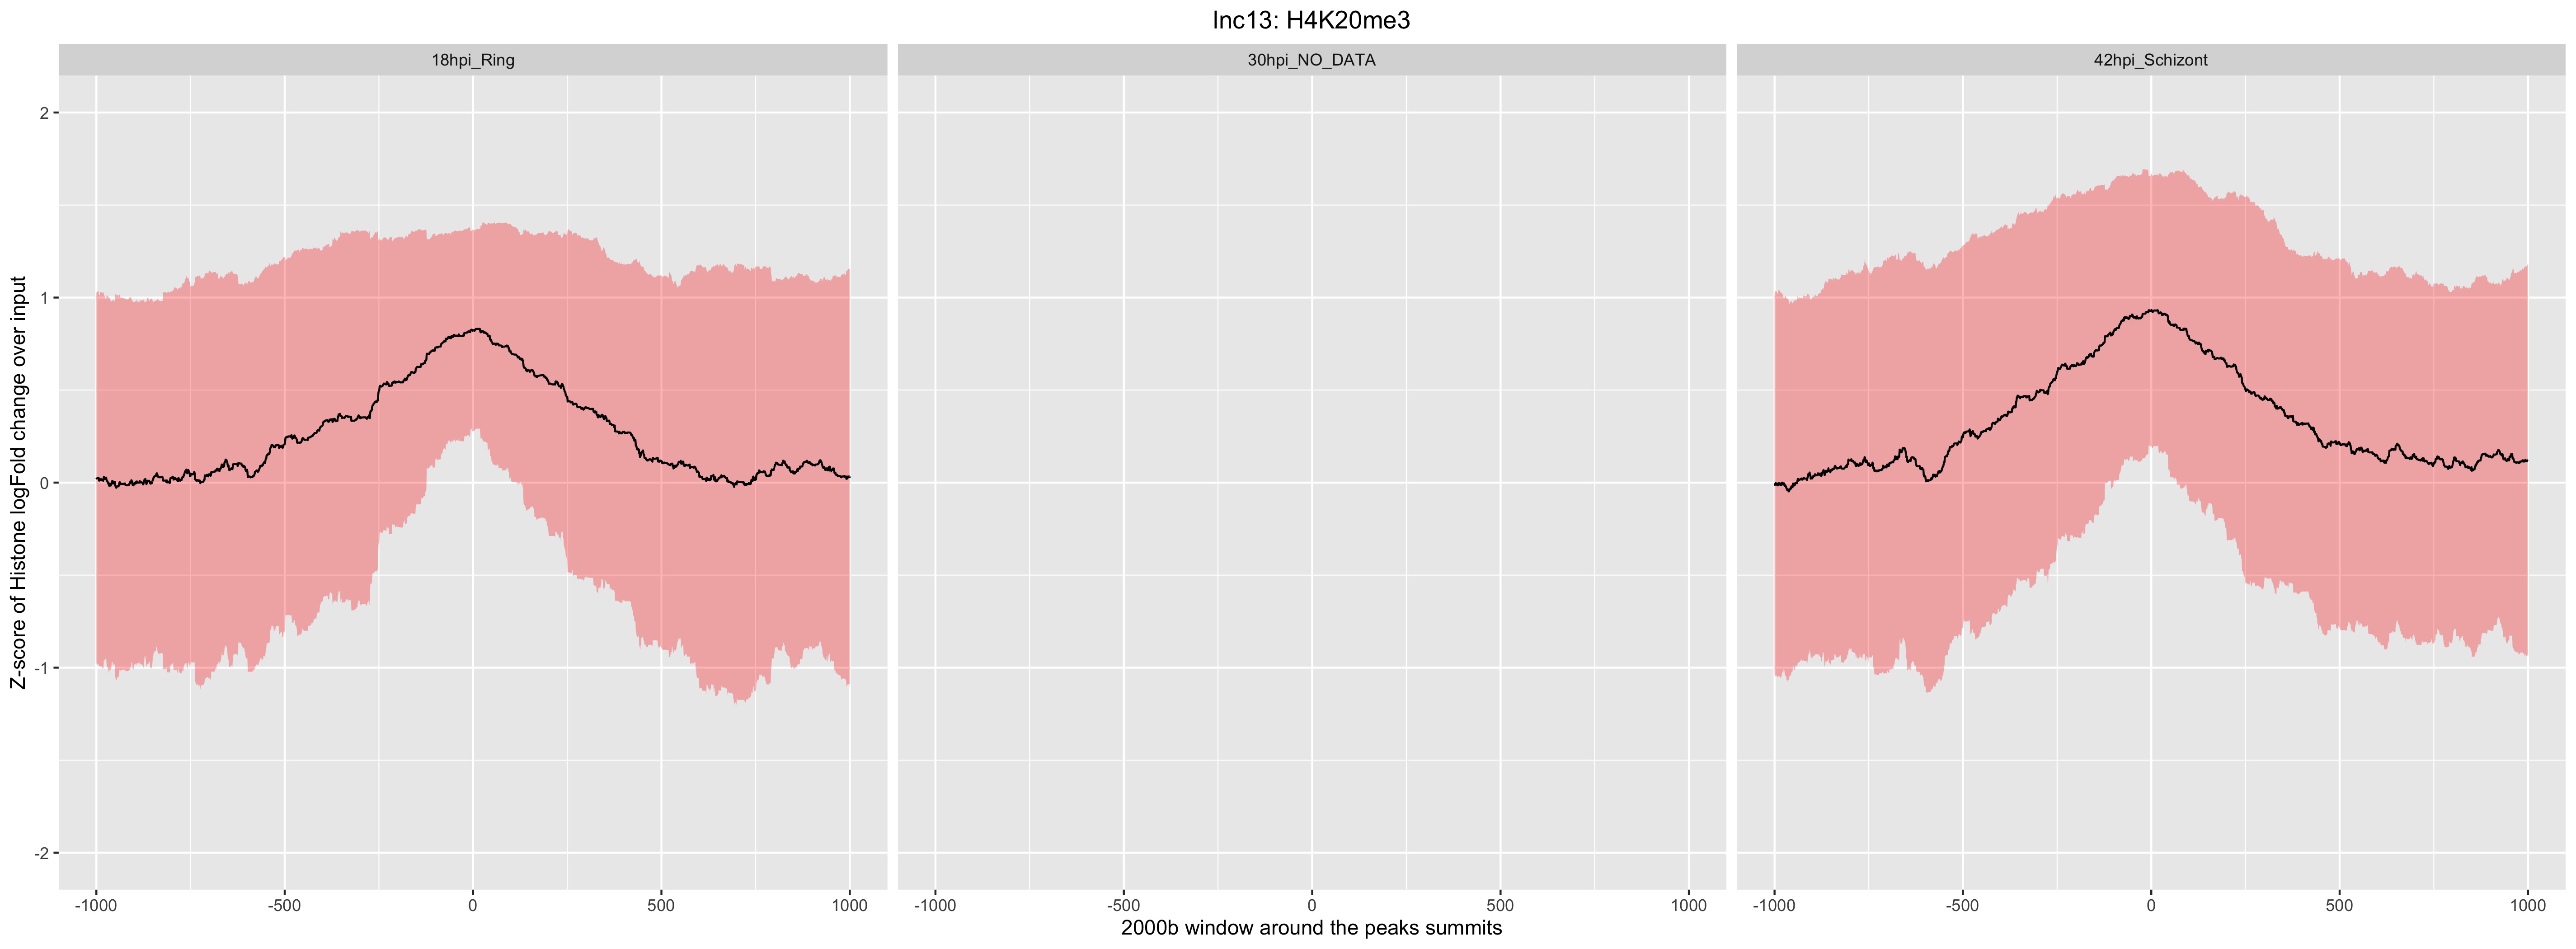 lnc13: H4K20me3
18hpi_Ring
30hpi_NO_DATA
42hpi_Schizont
Z-score of Histone logFold change over input
2
1
0
-1
-2
-1000 -500 0 500 1000
-1000 -500 0 500 1000
-1000 -500 0 500 1000
2000b window around the peaks summits